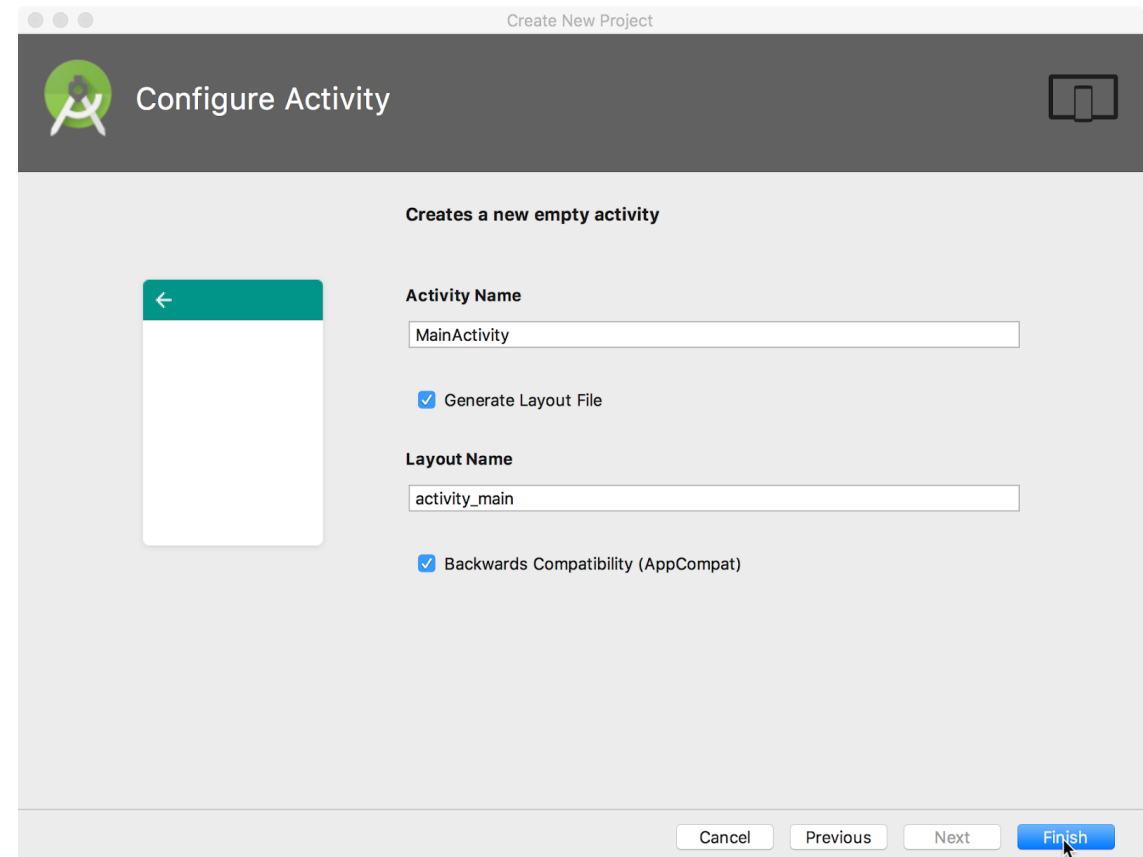 Create New Project
Configure Activity
Creates a new empty activity
Activity Name
MainActivity
Generate Layout File
Layout Name
activity_main
Backwards Compatibility (AppCompat)
Cancel Previous Next Finish